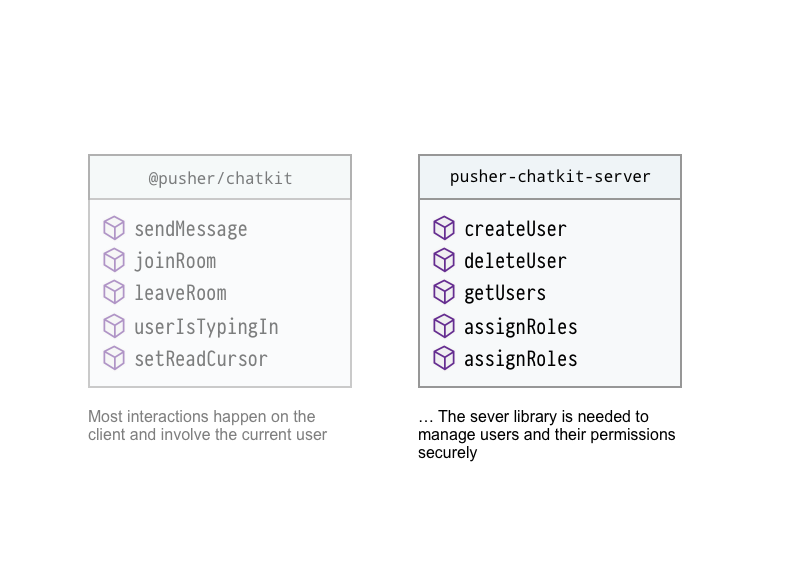 @pusher/chatkit
sendMessage
joinRoom
leaveRoom
userIsTypingIn
setReadCursor
Most interactions happen on the
client and involve the current user
pusher-chatkit-server
createUser
deleteUser
getUsers
assignRoles
assignRoles
… The sever library is needed to
manage users and their permissions
securely